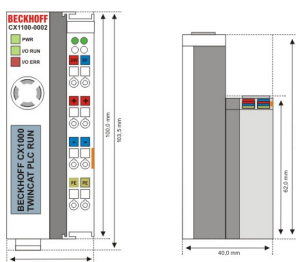 BECKHOFF
CX1100-0002
PWR
I/O RUN
I/O ERR
BECKHOFF CX1000
TWINCAT PLC RUN
+ +
- -
PE PE
100,0 mm
103,5 mm
62,0 mm
40,0 mm